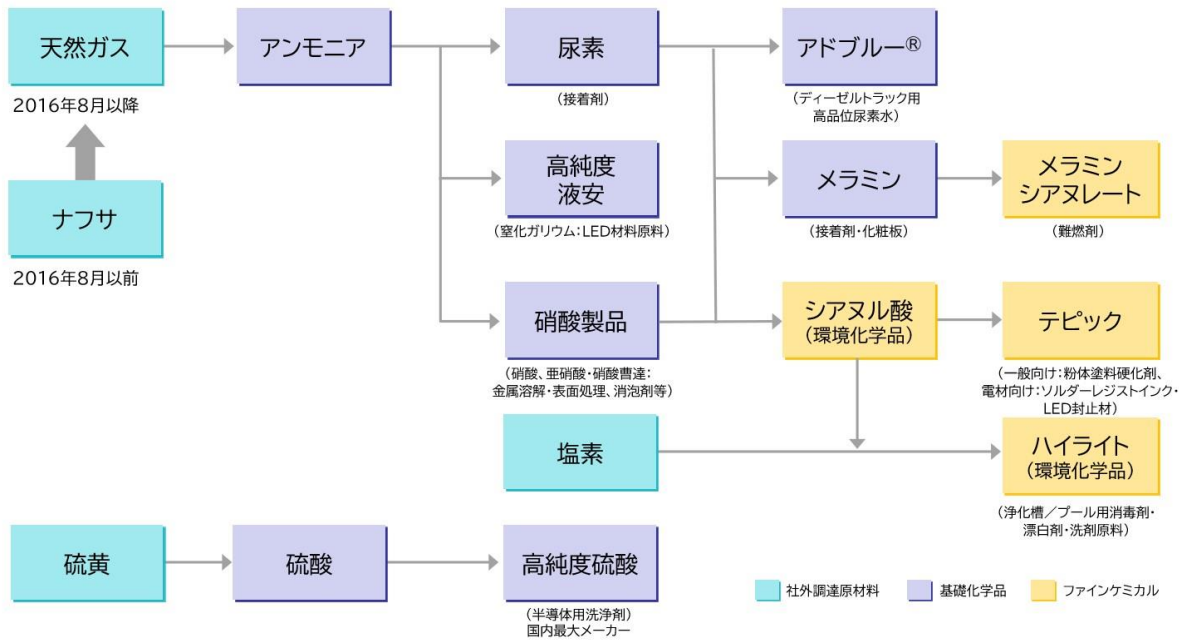 天然ガス
2016年8月以降
ナフサ
2016年8月以前
アンモニア
尿素
(接着剤)
高純度
液安
(窒化ガリウム:LED材料原料)
硝酸製品
(硝酸、亜硝酸・硝酸曹達:
金属溶解・表面処理、消泡剤等)
塩素
アドブルー®
(ディーゼルトラック用
高品位尿素水)
メラミン
(接着剤・化粧板)
メラミン
シアヌレート
(難燃剤)
シアヌル酸
(環境化学品)
テピック
(一般向け:粉体塗料硬化剤、
電材向け:ソルダーレジストインク・
LED封止材)
ハイライト
(環境化学品)
(浄化槽/プール用消毒剤・
漂白剤・洗剤原料)
硫黄
硫酸
高純度硫酸
(半導体用洗浄剤)
国内最大メーカー
社外調達原材料
基礎化学品
ファインケミカル